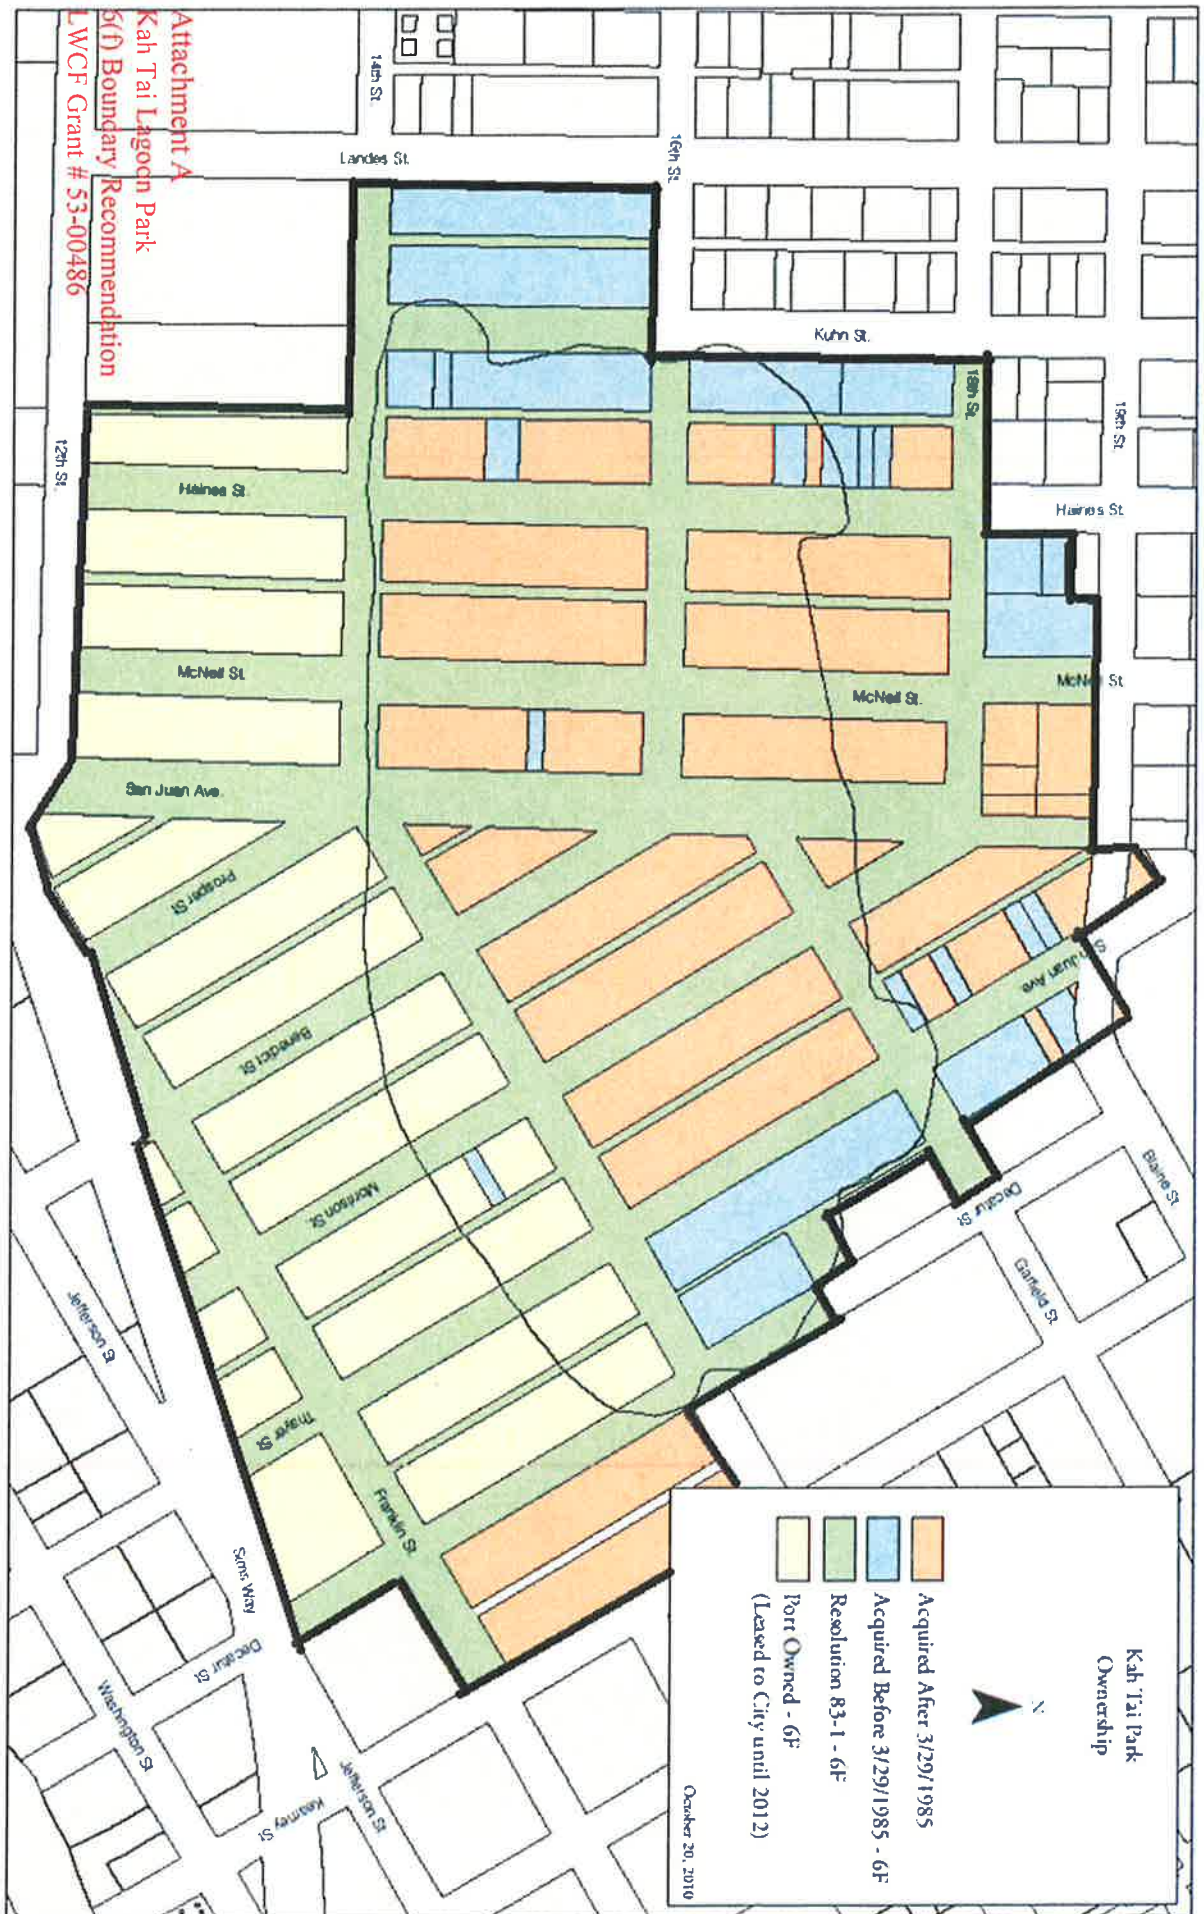 Attachment A
Kah Tai Lagoon Park
6(f) Boundary Recommendation
LWCF Grant # 53-00486
Kah Tai Park
Ownership
N
Acquired After 3/29/1985
Acquired Before 3/29/1985 - 6F
Resolution 83-1 - 6F
Port Owned - 6F
(Leased to City until 2012)
October 20, 2010
14th St.
Landes St.
16th St.
Kuhn St.
18th St.
19th St.
12th St.
Haines St.
Haines St.
McNeil St.
McNeil St.
McNeil St.
San Juan Ave.
San Juan Ave
Prosper St
Benedict St.
Morrison St.
Thayer St
Franklin St.
Blaine St
Decatur St
Garfield St.
Jefferson St
Sims Way
Decatur St
Washington St
Jefferson St
Kearney St